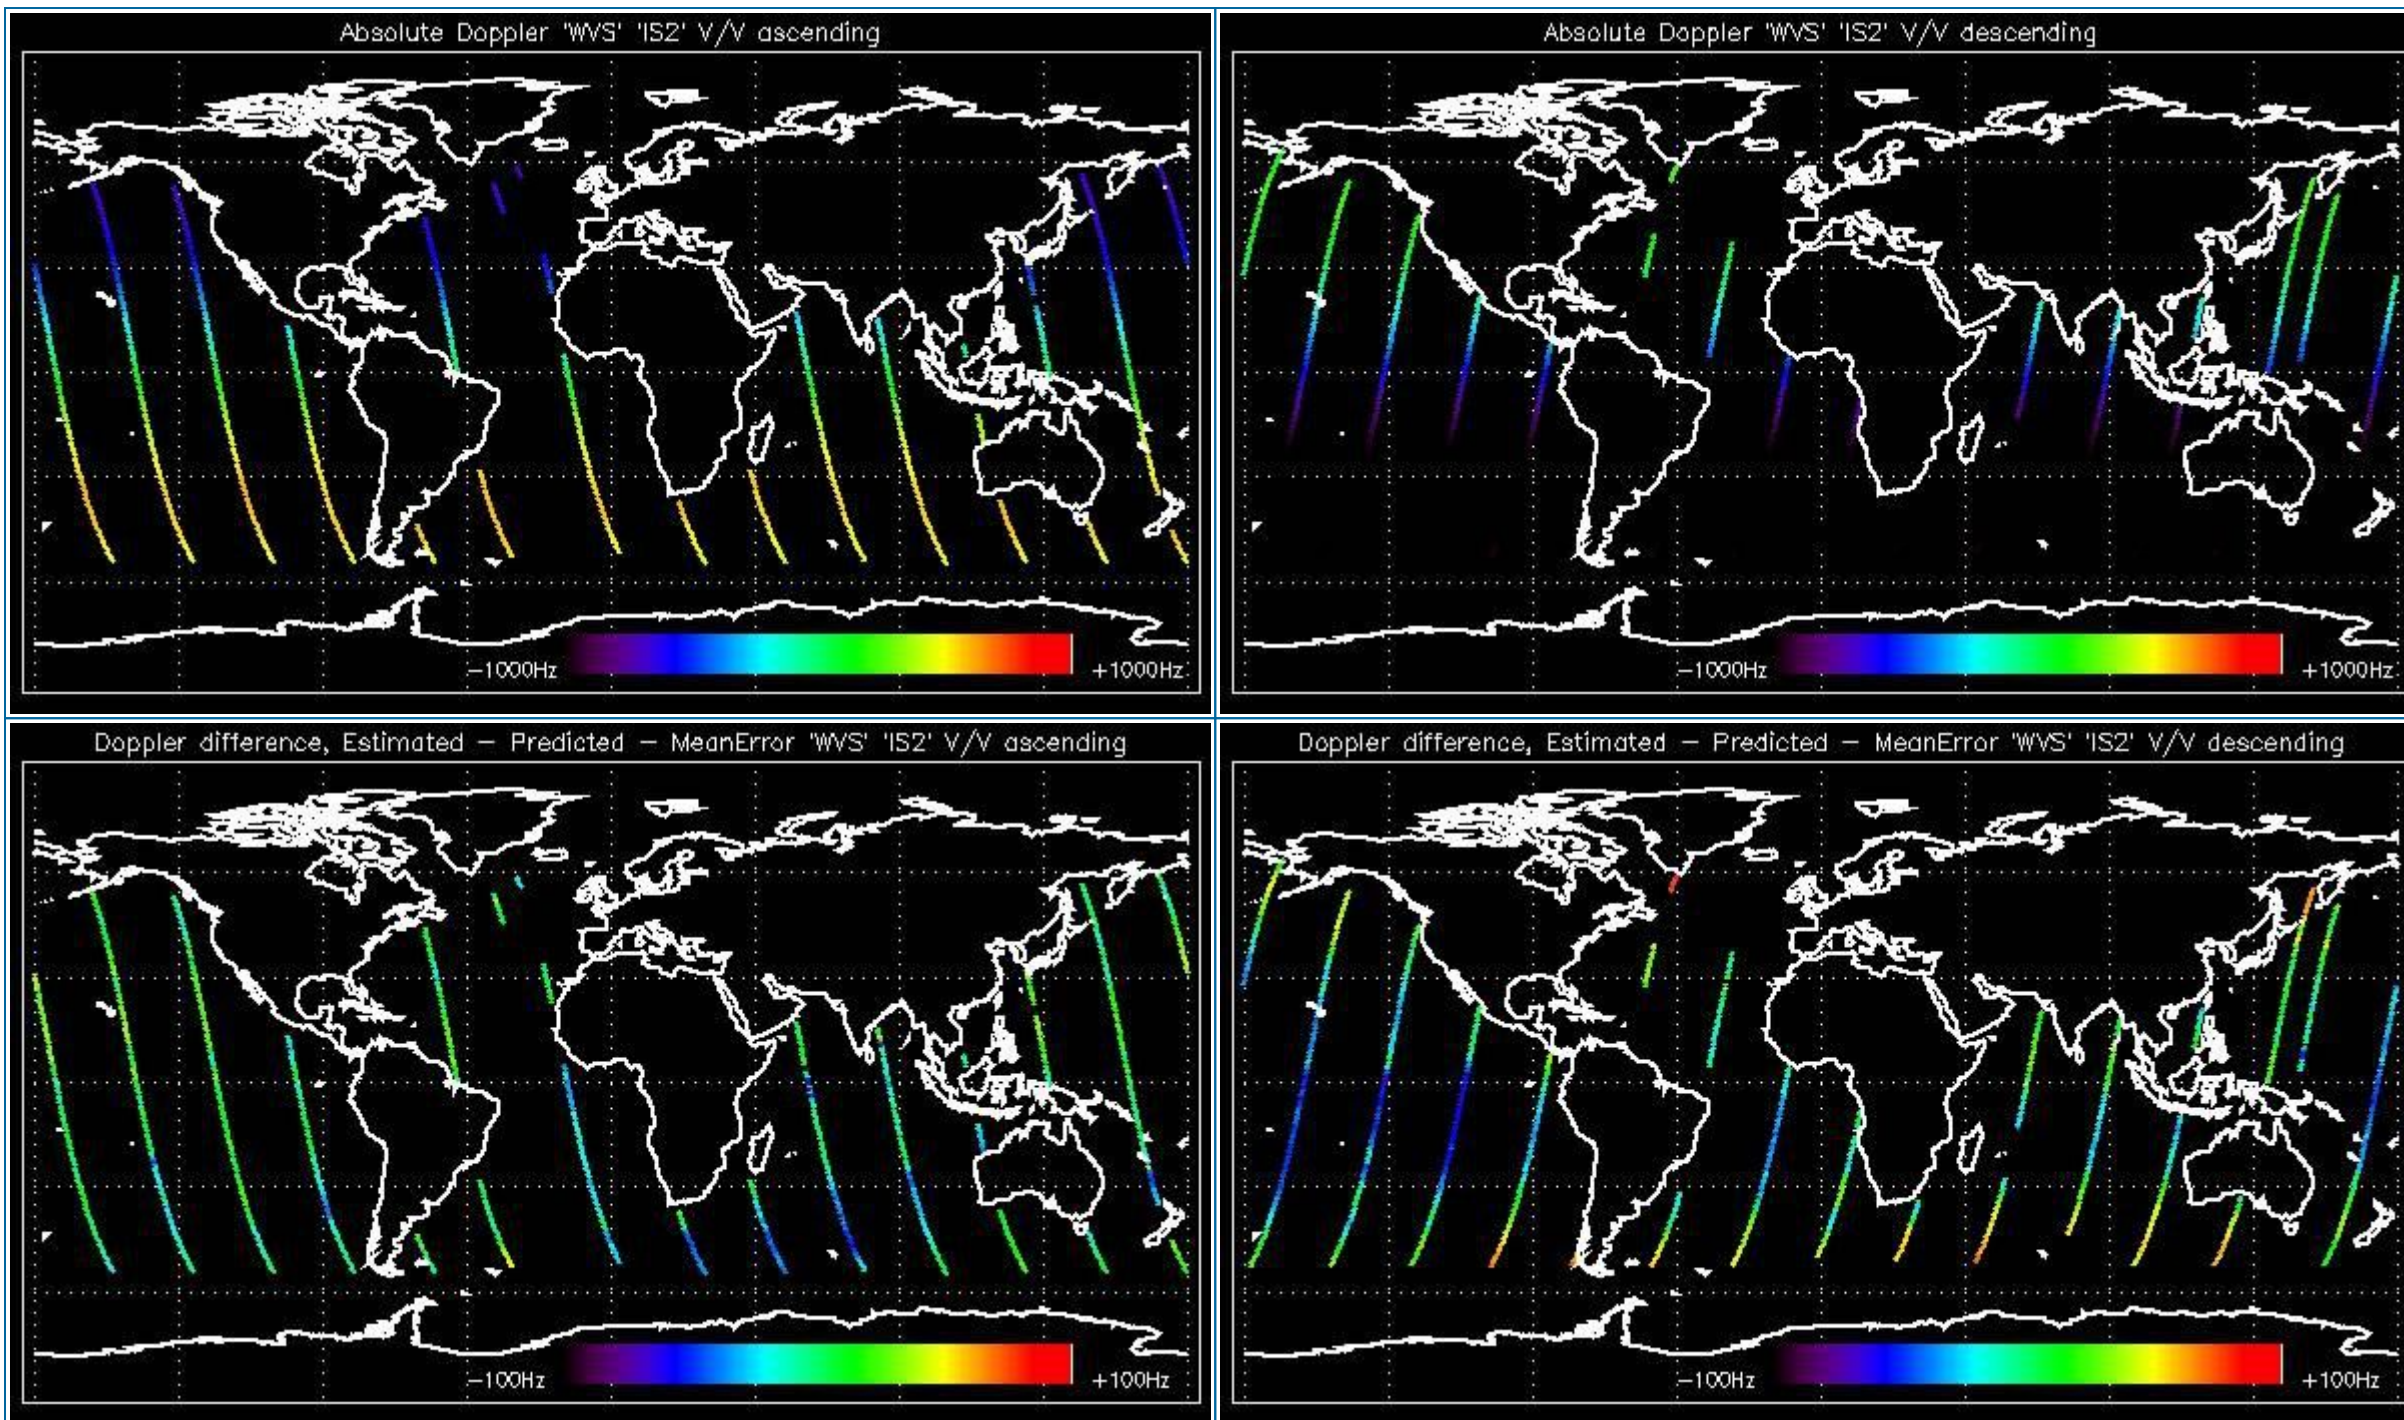 Absolute Doppler 'WVS' 'IS2' V/V ascending
-1000Hz
+1000Hz
Absolute Doppler 'WVS' 'IS2' V/V descending
-1000Hz
+1000Hz
Doppler difference, Estimated - Predicted - MeanError 'WVS' 'IS2' V/V ascending
-100Hz
+100Hz
Doppler difference, Estimated - Predicted - MeanError 'WVS' 'IS2' V/V descending
-100Hz
+100Hz